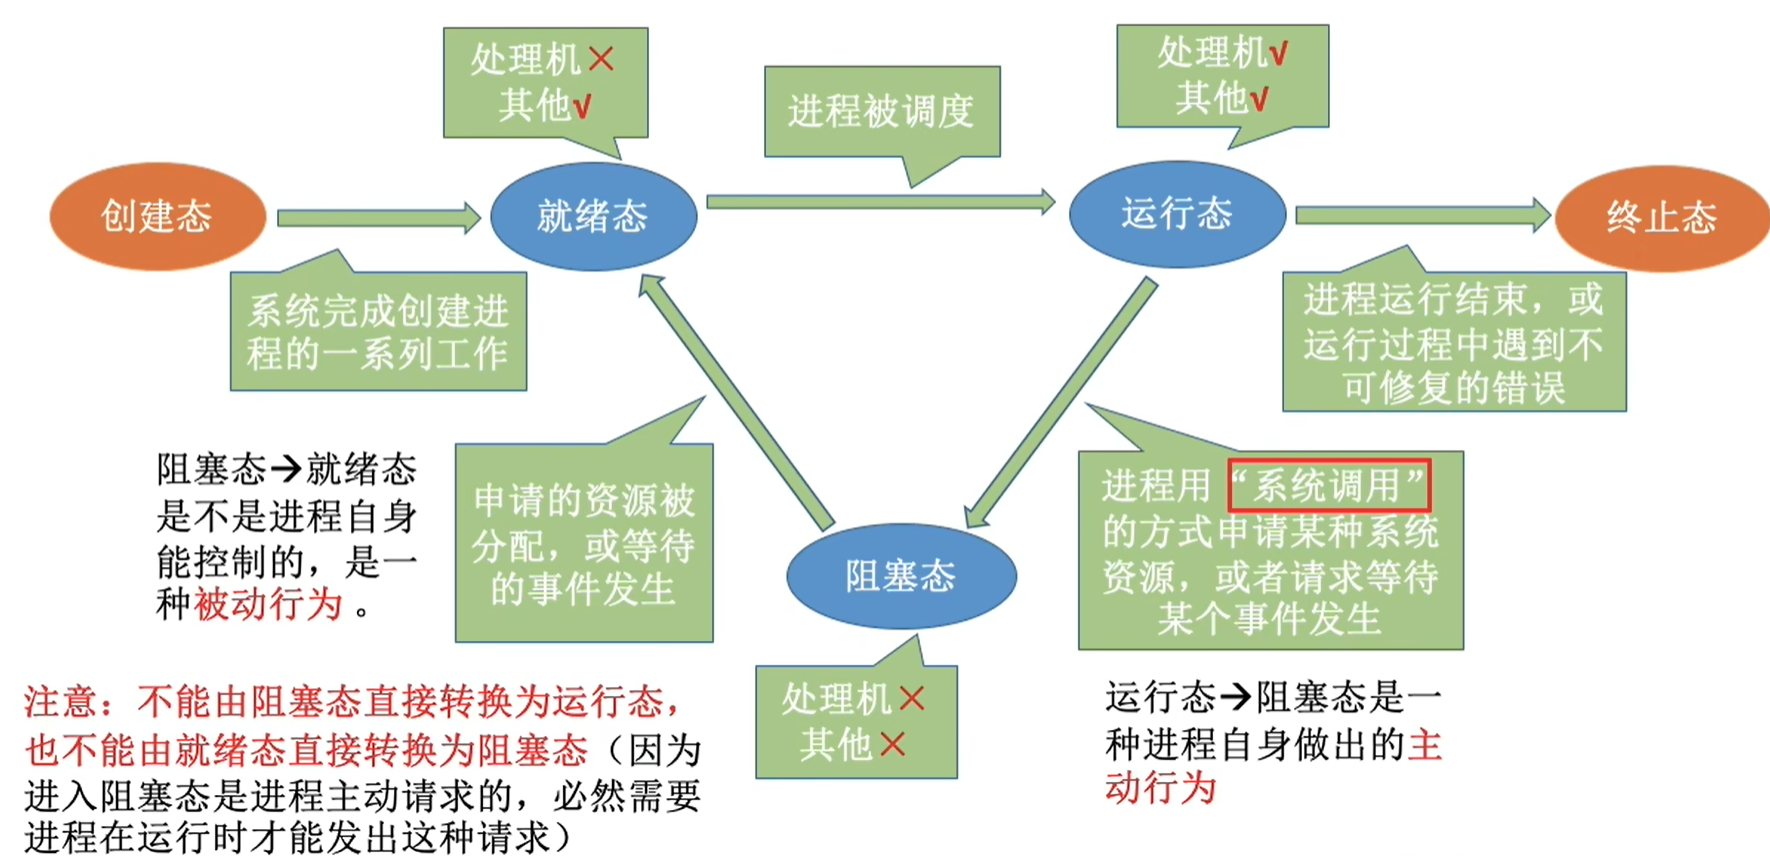 处理机×
其他√
进程被调度
处理机√
其他√
创建态
就绪态
运行态
终止态
系统完成创建进
程的一系列工作
进程运行结束，或
运行过程中遇到不
可修复的错误
阻塞态→就绪态
是不是进程自身
能控制的，是一
种被动行为。
申请的资源被
分配，或等待
的事件发生
进程用“系统调用”
的方式申请某种系统
资源，或者请求等待
某个事件发生
阻塞态
处理机×
其他×
运行态→阻塞态是一
种进程自身做出的主
动行为
注意：不能由阻塞态直接转换为运行态，
也不能由就绪态直接转换为阻塞态（因为
进入阻塞态是进程主动请求的，必然需要
进程在运行时才能发出这种请求）